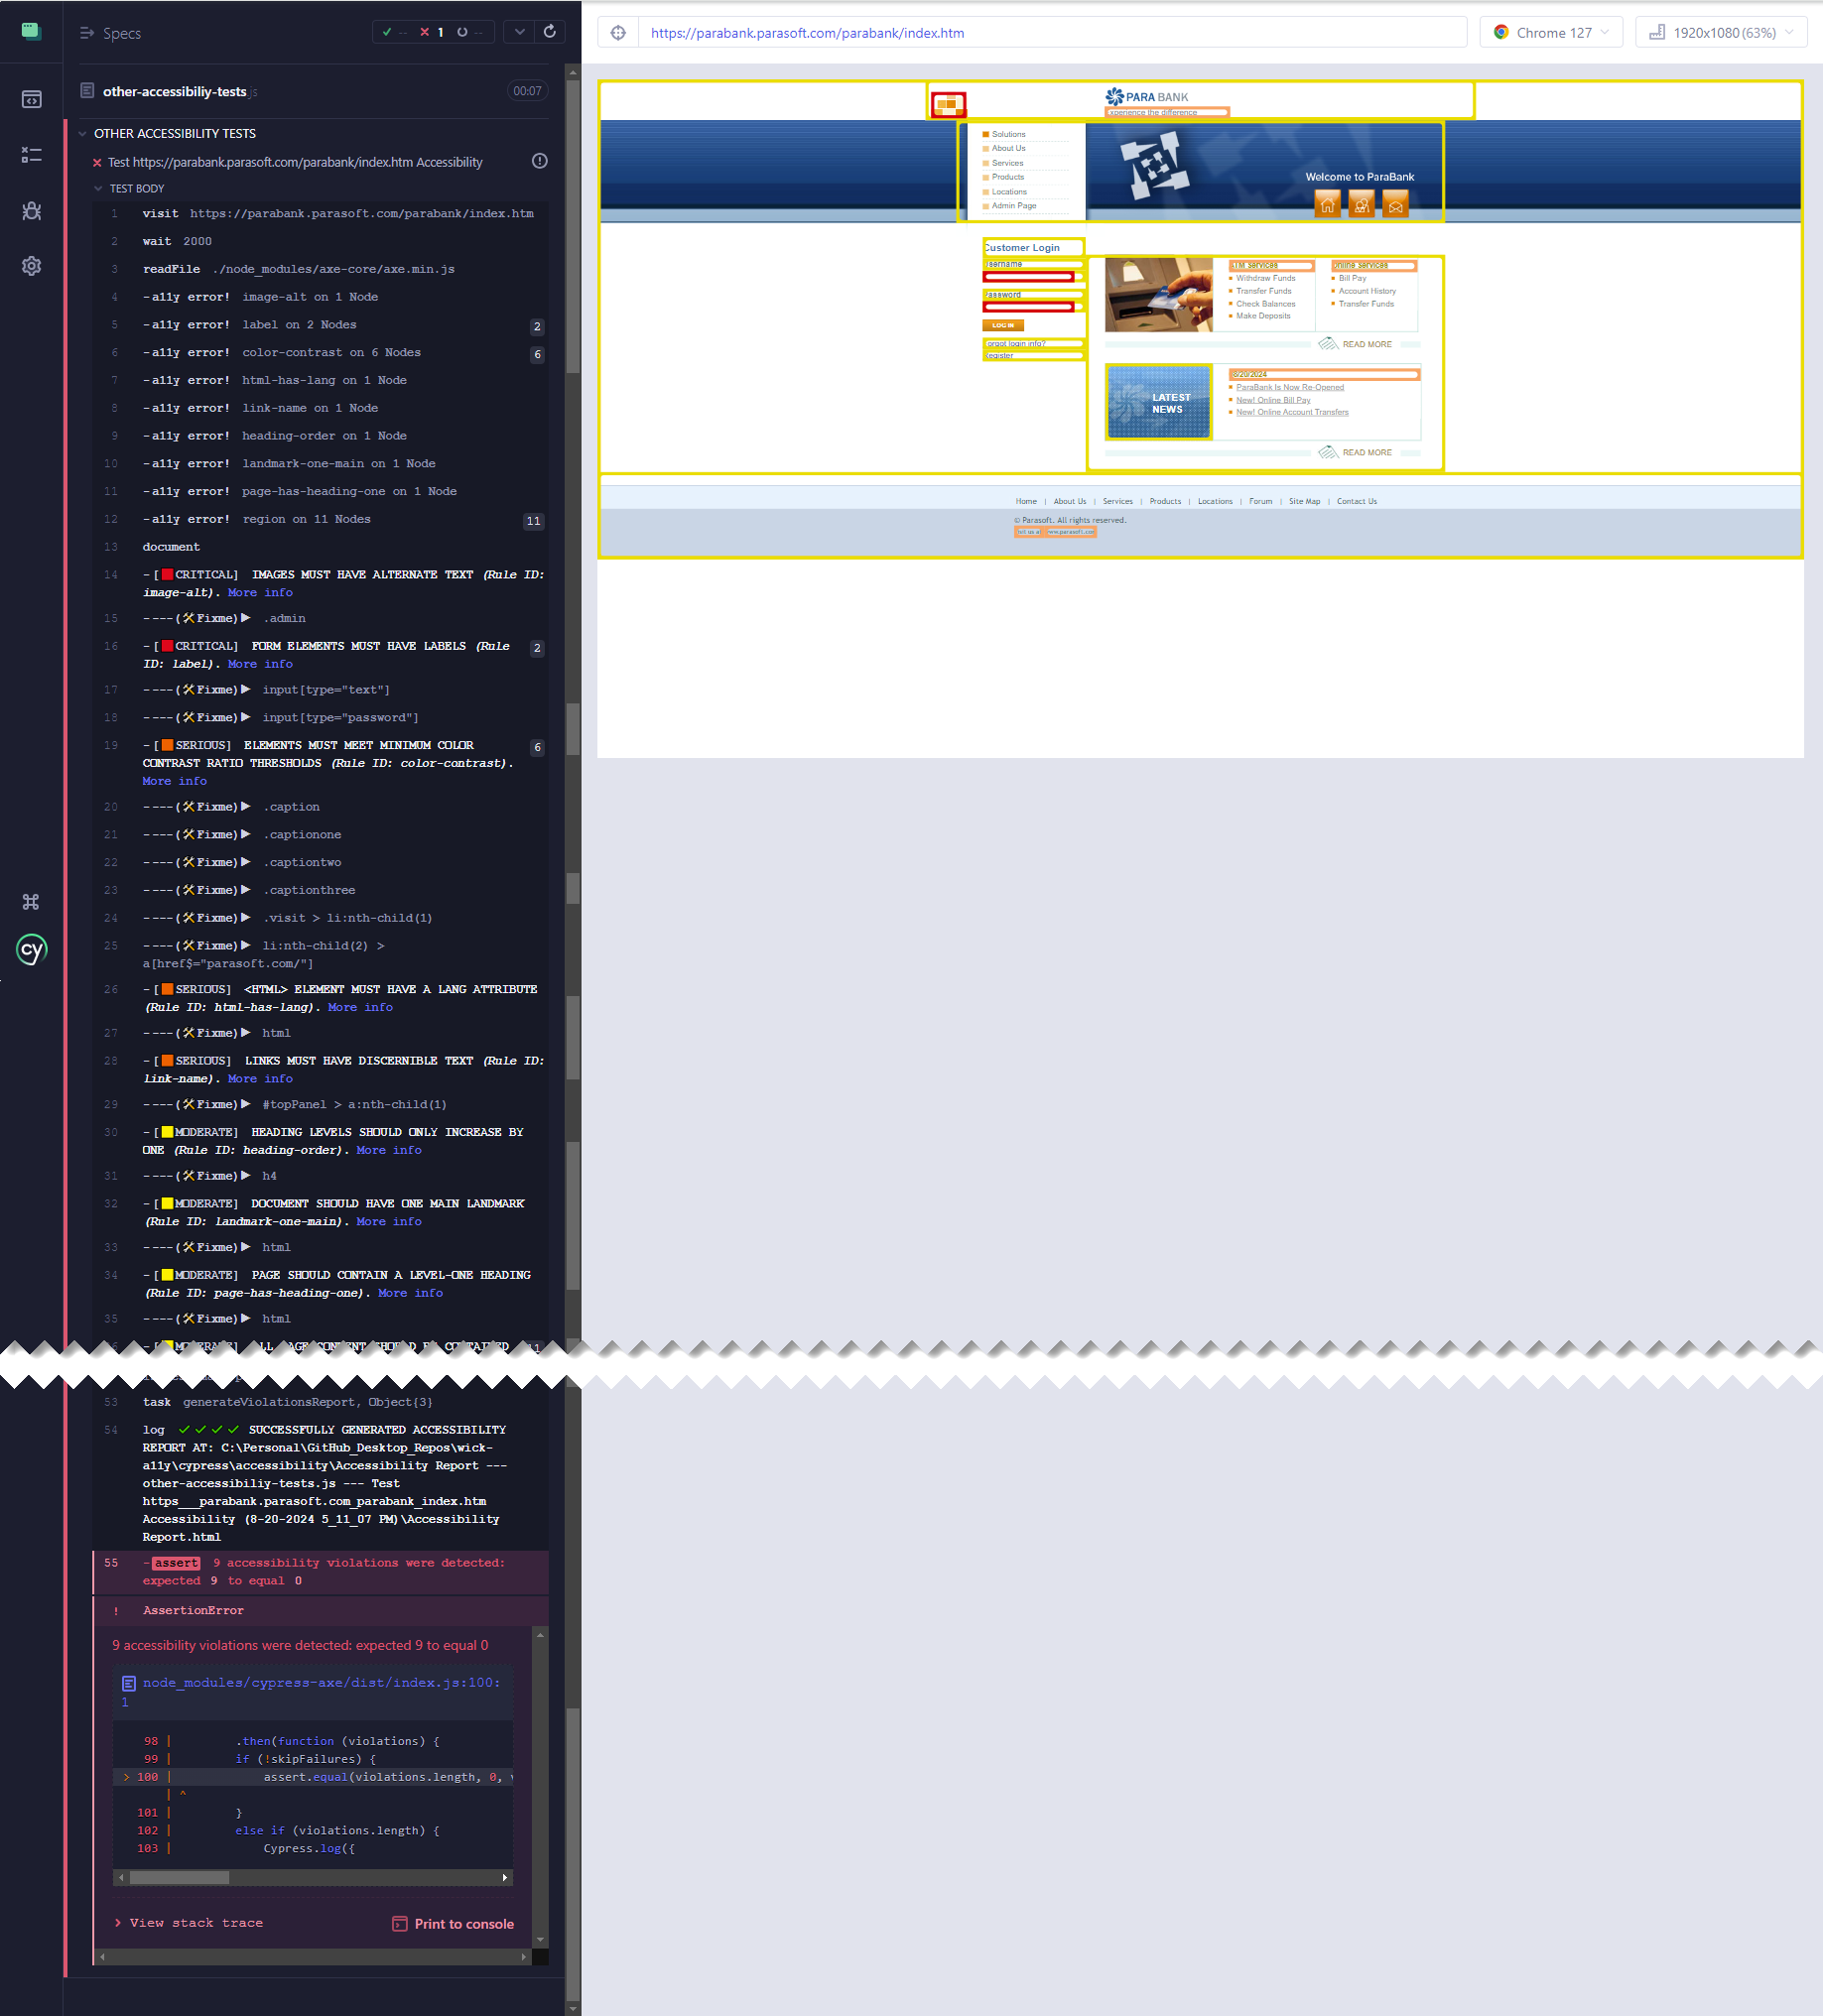 Specs
-- 1 --
other-accessibiliy-tests.js
00:07
OTHER ACCESSIBILITY TESTS
Test https://parabank.parasoft.com/parabank/index.htm Accessibility
TEST BODY
1 visit https://parabank.parasoft.com/parabank/index.htm
2 wait 2000
3 readFile ./node_modules/axe-core/axe.min.js
4 -a11y error! image-alt on 1 Node
5 -a11y error! label on 2 Nodes 2
6 -a11y error! color-contrast on 6 Nodes 6
7 -a11y error! html-has-lang on 1 Node
8 -a11y error! link-name on 1 Node
9 -a11y error! heading-order on 1 Node
10 -a11y error! landmark-one-main on 1 Node
11 -a11y error! page-has-heading-one on 1 Node
12 -a11y error! region on 11 Nodes 11
13 document
14 -[🟥CRITICAL] IMAGES MUST HAVE ALTERNATE TEXT (Rule ID:
image-alt). More info
15 ----(🛠Fixme)▶ .admin
16 -[🟥CRITICAL] FORM ELEMENTS MUST HAVE LABELS (Rule 2
ID: label). More info
17 ----(🛠Fixme)▶ input[type="text"]
18 ----(🛠Fixme)▶ input[type="password"]
19 -[🟧SERIOUS] ELEMENTS MUST MEET MINIMUM COLOR 6
CONTRAST RATIO THRESHOLDS (Rule ID: color-contrast).
More info
20 ----(🛠Fixme)▶ .caption
21 ----(🛠Fixme)▶ .captionone
22 ----(🛠Fixme)▶ .captiontwo
23 ----(🛠Fixme)▶ .captionthree
24 ----(🛠Fixme)▶ .visit > li:nth-child(1)
25 ----(🛠Fixme)▶ li:nth-child(2) >
a[href$="parasoft.com/"]
26 -[🟧SERIOUS] <HTML> ELEMENT MUST HAVE A LANG ATTRIBUTE
(Rule ID: html-has-lang). More info
27 ----(🛠Fixme)▶ html
28 -[🟧SERIOUS] LINKS MUST HAVE DISCERNIBLE TEXT (Rule ID:
link-name). More info
29 ----(🛠Fixme)▶ #topPanel > a:nth-child(1)
30 -[🟨MODERATE] HEADING LEVELS SHOULD ONLY INCREASE BY
ONE (Rule ID: heading-order). More info
31 ----(🛠Fixme)▶ h4
32 -[🟨MODERATE] DOCUMENT SHOULD HAVE ONE MAIN LANDMARK
(Rule ID: landmark-one-main). More info
33 ----(🛠Fixme)▶ html
34 -[🟨MODERATE] PAGE SHOULD CONTAIN A LEVEL-ONE HEADING
(Rule ID: page-has-heading-one). More info
35 ----(🛠Fixme)▶ html
53 task generateViolationsReport, Object{3}
54 log ✓✓✓✓ SUCCESSFULLY GENERATED ACCESSIBILITY
REPORT AT: C:\Personal\GitHub_Desktop_Repos\wick-
a11y\cypress\accessibility\Accessibility Report ---
other-accessibiliy-tests.js --- Test
https___parabank.parasoft.com_parabank_index.htm
Accessibility (8-20-2024 5_11_07 PM)\Accessibility
Report.html
55 -assert 9 accessibility violations were detected:
expected 9 to equal 0
! AssertionError
9 accessibility violations were detected: expected 9 to equal 0
node_modules/cypress-axe/dist/index.js:100:
1
98 | .then(function (violations) {
99 | if (!skipFailures) {
> 100 | assert.equal(violations.length, 0, v
| ^
101 | }
102 | else if (violations.length) {
103 | Cypress.log({
View stack trace
Print to console
cy
https://parabank.parasoft.com/parabank/index.htm
Chrome 127
1920x1080 (63%)
PARA BANK
Experience the difference
Solutions
About Us
Services
Products
Locations
Admin Page
Welcome to ParaBank
Customer Login
Username
Password
LOG IN
Forgot login info?
Register
ATM Services
Withdraw Funds
Transfer Funds
Check Balances
Make Deposits
Online Services
Bill Pay
Account History
Transfer Funds
READ MORE
LATEST
NEWS
8/20/2024
ParaBank Is Now Re-Opened
New! Online Bill Pay
New! Online Account Transfers
READ MORE
Home | About Us | Services | Products | Locations | Forum | Site Map | Contact Us
© Parasoft. All rights reserved.
Visit us at: www.parasoft.com